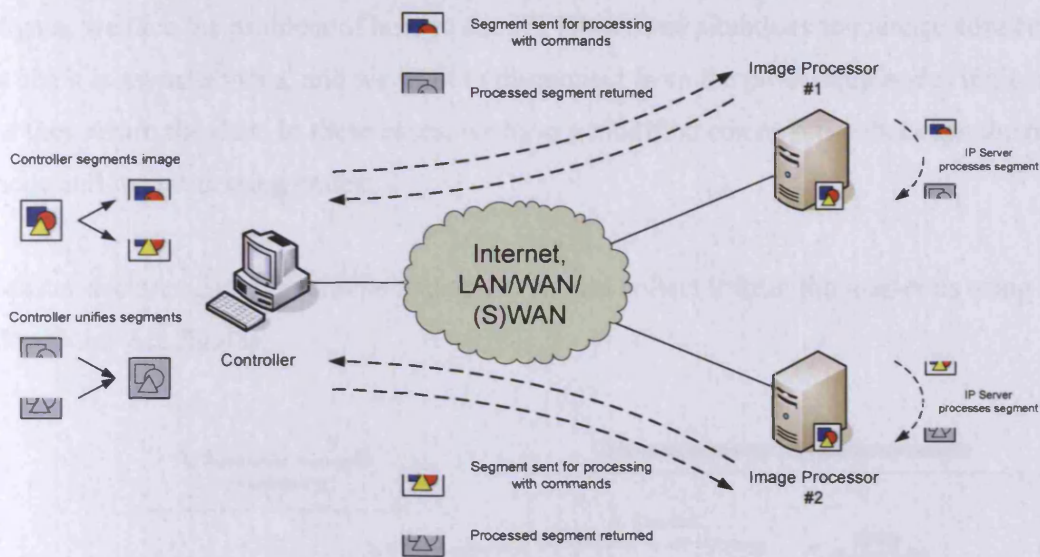 Segment sent for processing
with commands
Processed segment returned
Image Processor
#1
IP Server
processes segment
Controller segments image
Controller unifies segments
Controller
Internet,
LAN/WAN/
(S)WAN
IP Server
processes segment
Segment sent for processing
with commands
Image Processor
#2
Processed segment returned